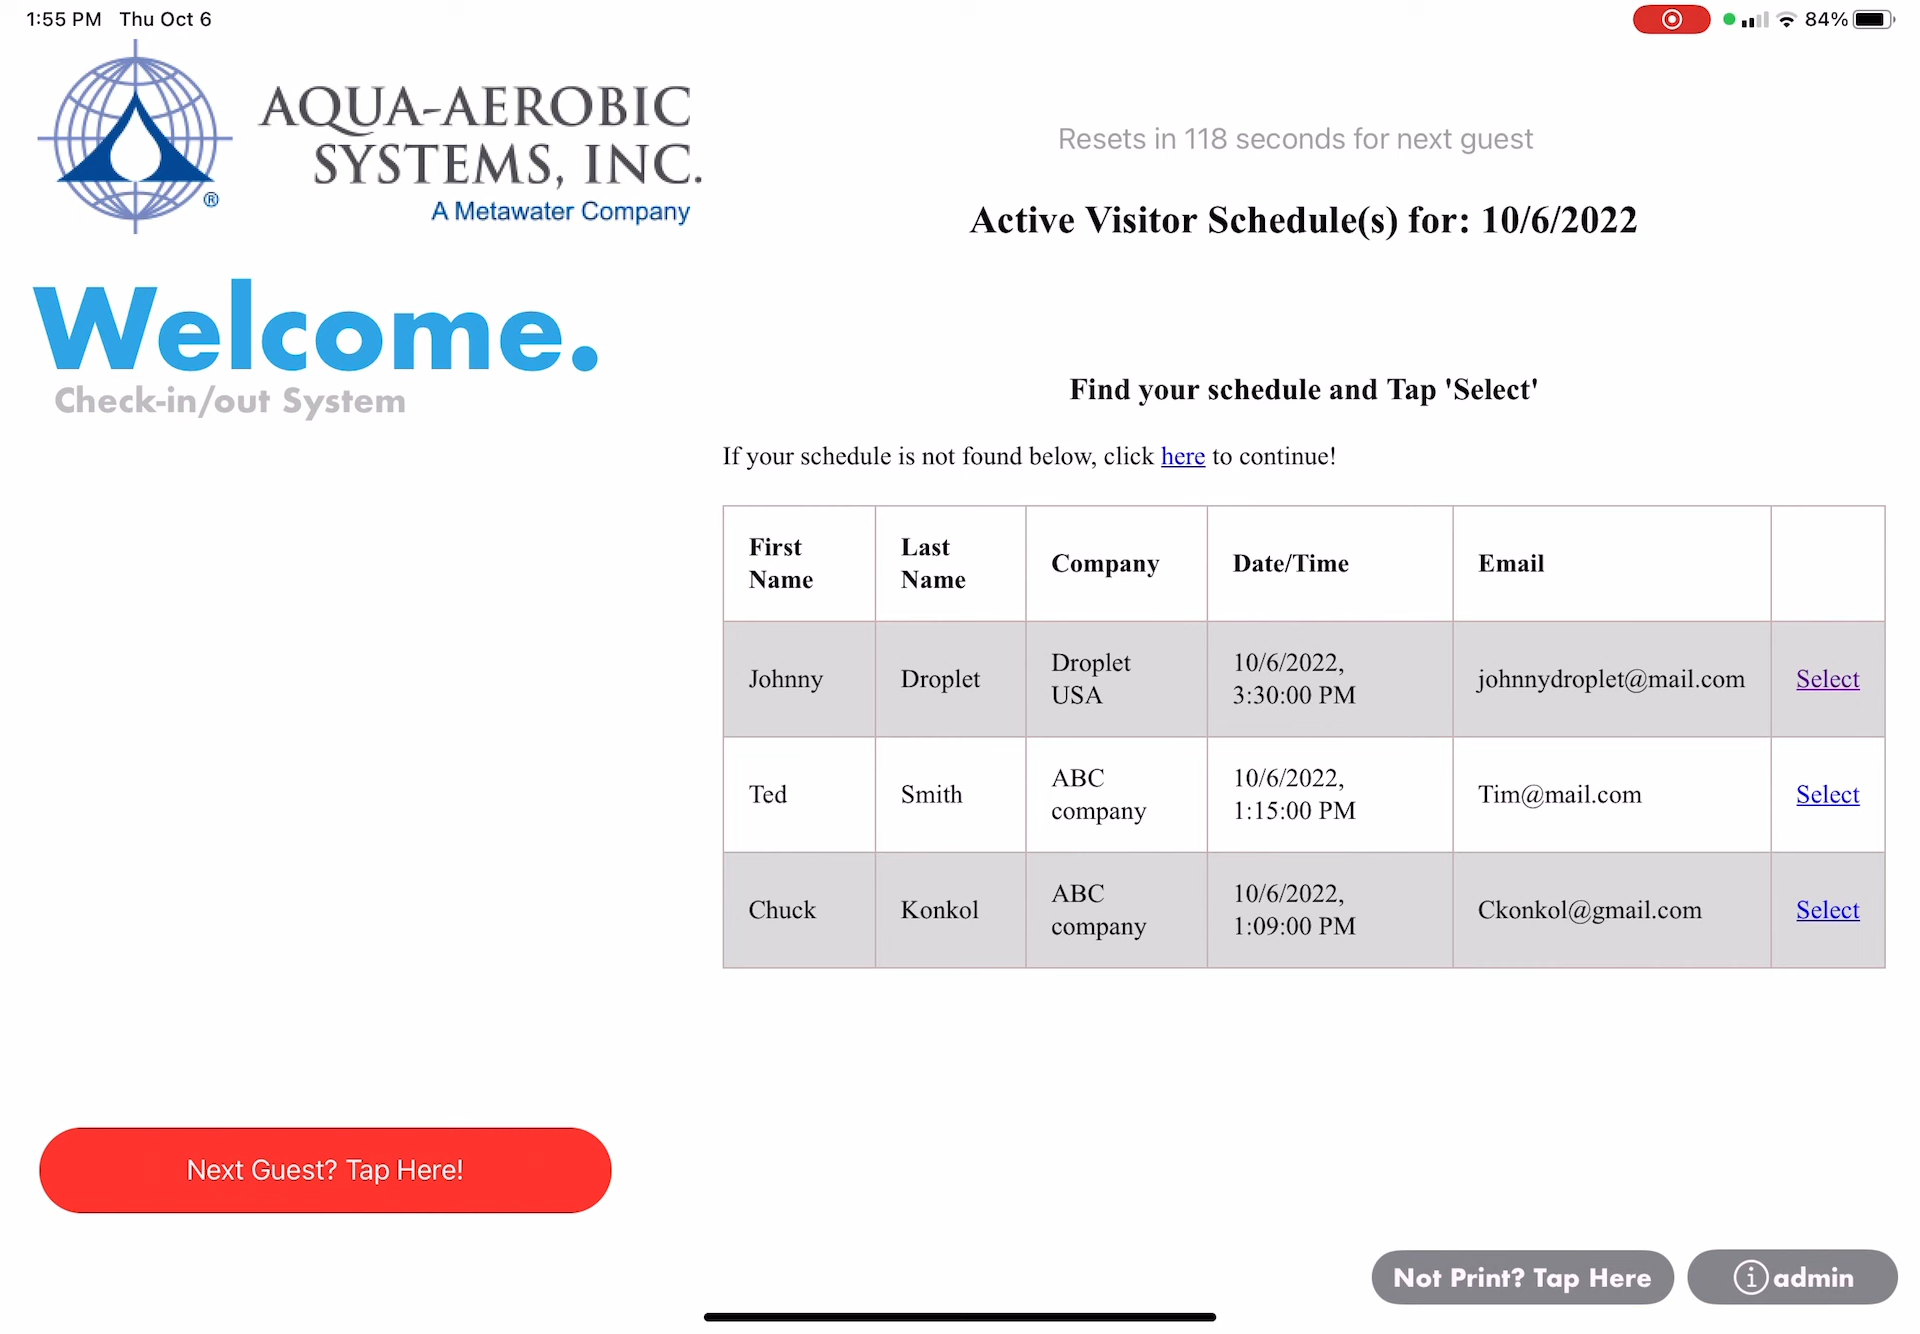 1:55 PM Thu Oct 6
84%
AQUA-AEROBIC
SYSTEMS, INC.
A Metawater Company
®
Welcome.
Check-in/out System
Resets in 118 seconds for next guest
Active Visitor Schedule(s) for: 10/6/2022
Find your schedule and Tap 'Select'
If your schedule is not found below, click here to continue!
First Name Last Name Company Date/Time Email
Johnny Droplet Droplet USA 10/6/2022, 3:30:00 PM johnnydroplet@mail.com Select
Ted Smith ABC company 10/6/2022, 1:15:00 PM Tim@mail.com Select
Chuck Konkol ABC company 10/6/2022, 1:09:00 PM Ckonkol@gmail.com Select
Next Guest? Tap Here!
Not Print? Tap Here
i admin